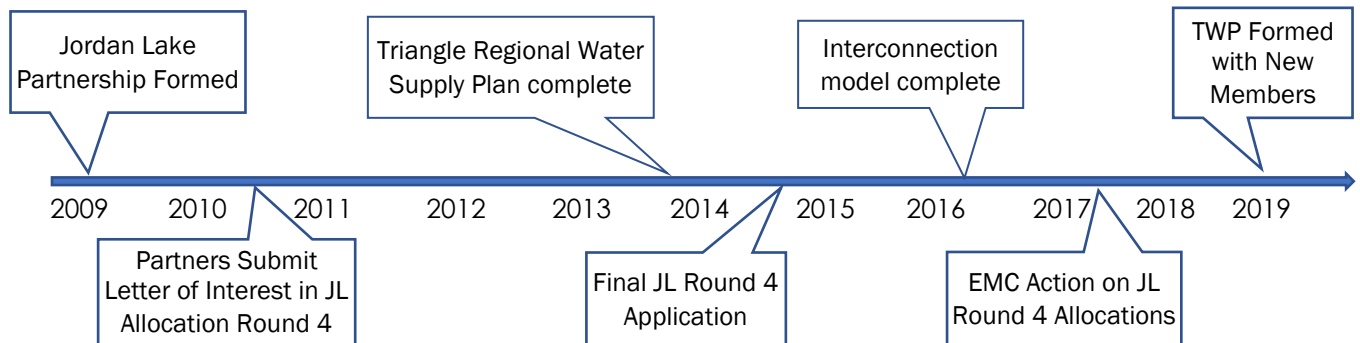 Jordan Lake
Partnership Formed
Triangle Regional Water
Supply Plan complete
Interconnection
model complete
TWP Formed
with New
Members
2009 2010 2011 2012 2013 2014 2015 2016 2017 2018 2019
Partners Submit
Letter of Interest in JL
Allocation Round 4
Final JL Round 4
Application
EMC Action on JL
Round 4 Allocations